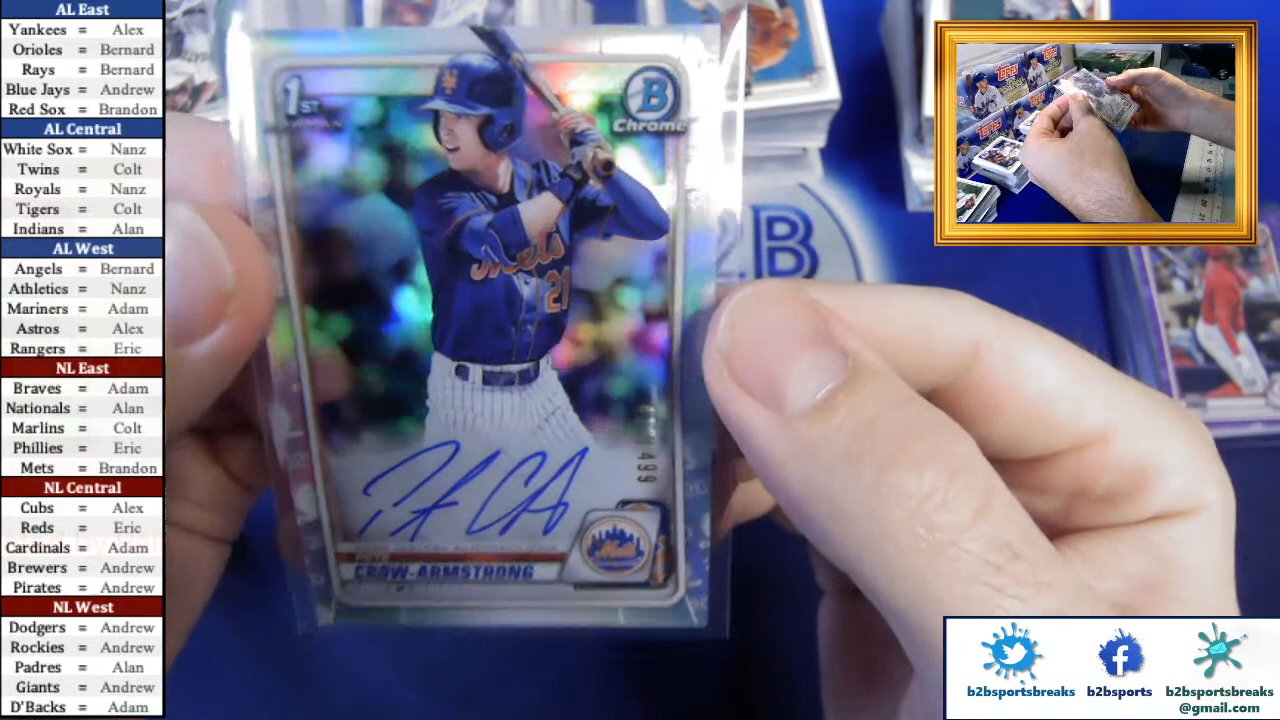 AL East
Yankees = Alex
Orioles = Bernard
Rays = Bernard
Blue Jays = Andrew
Red Sox = Brandon
AL Central
White Sox = Nanz
Twins = Colt
Royals = Nanz
Tigers = Colt
Indians = Alan
AL West
Angels = Bernard
Athletics = Nanz
Mariners = Adam
Astros = Alex
Rangers = Eric
NL East
Braves = Adam
Nationals = Alan
Marlins = Colt
Phillies = Eric
Mets = Brandon
NL Central
Cubs = Alex
Reds = Eric
Cardinals = Adam
Brewers = Andrew
Pirates = Andrew
NL West
Dodgers = Andrew
Rockies = Andrew
Padres = Alan
Giants = Andrew
D'Backs = Adam
1ST
B
Chrome
Mets
21
499
CROW-ARMSTRONG
Mets
B
Topps
Topps
b2bsportsbreaks
b2bsports
b2bsportsbreaks
@gmail.com